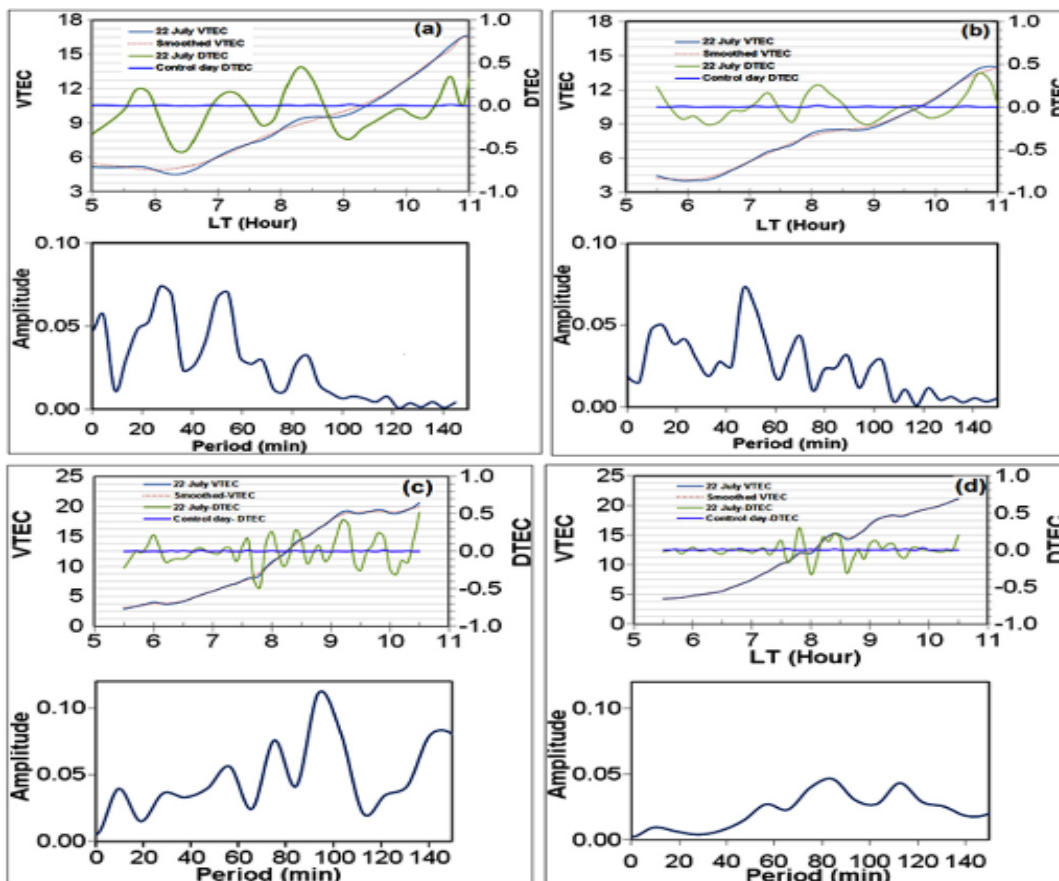 (a)
22 July VTEC
Smoothed VTEC
22 July DTEC
Control day DTEC
VTEC
18
15
12
9
6
3
DTEC
1.0
0.5
0.0
-0.5
-1.0
5 6 7 8 9 10 11
LT (Hour)
Amplitude
0.10
0.05
0.00
0 20 40 60 80 100 120 140
Period (min)
(b)
22 July VTEC
Smoothed VTEC
22 July DTEC
Control day DTEC
VTEC
18
15
12
9
6
3
DTEC
1.0
0.5
0.0
-0.5
-1.0
5 6 7 8 9 10 11
LT (Hour)
Amplitude
0.10
0.05
0.00
0 20 40 60 80 100 120 140
Period (min)
(c)
22 July VTEC
Smoothed-VTEC
22 July-DTEC
Control day- DTEC
VTEC
25
20
15
10
5
0
DTEC
1.0
0.5
0.0
-0.5
-1.0
5 6 7 8 9 10 11
Amplitude
0.10
0.05
0.00
0 20 40 60 80 100 120 140
Period (min)
(d)
22 July VTEC
Smoothed VTEC
22 July-DTEC
Control day-DTEC
VTEC
25
20
15
10
5
0
DTEC
1.0
0.5
0.0
-0.5
-1.0
5 6 7 8 9 10 11
LT (Hour)
Amplitude
0.10
0.05
0.00
0 20 40 60 80 100 120 140
Period (min)